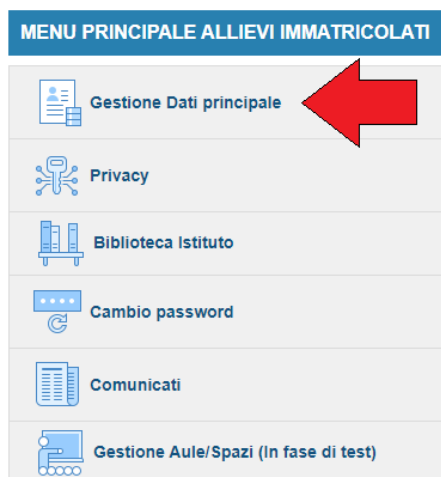 MENU PRINCIPALE ALLIEVI IMMATRICOLATI
Gestione Dati principale
Privacy
Biblioteca Istituto
Cambio password
Comunicati
Gestione Aule/Spazi (In fase di test)